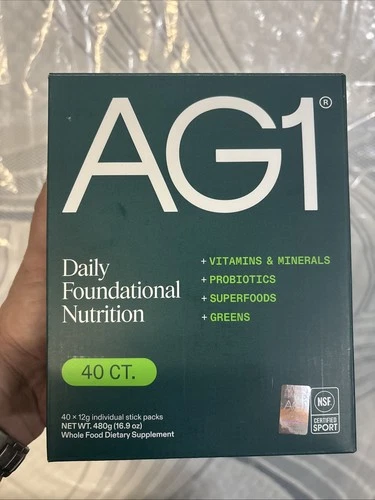 AG1®
Daily
Foundational
Nutrition
+ VITAMINS & MINERALS
+ PROBIOTICS
+ SUPERFOODS
+ GREENS
40 CT.
40 × 12g individual stick packs
NET WT. 480g (16.9 oz)
Whole Food Dietary Supplement
NSF
CERTIFIED
SPORT